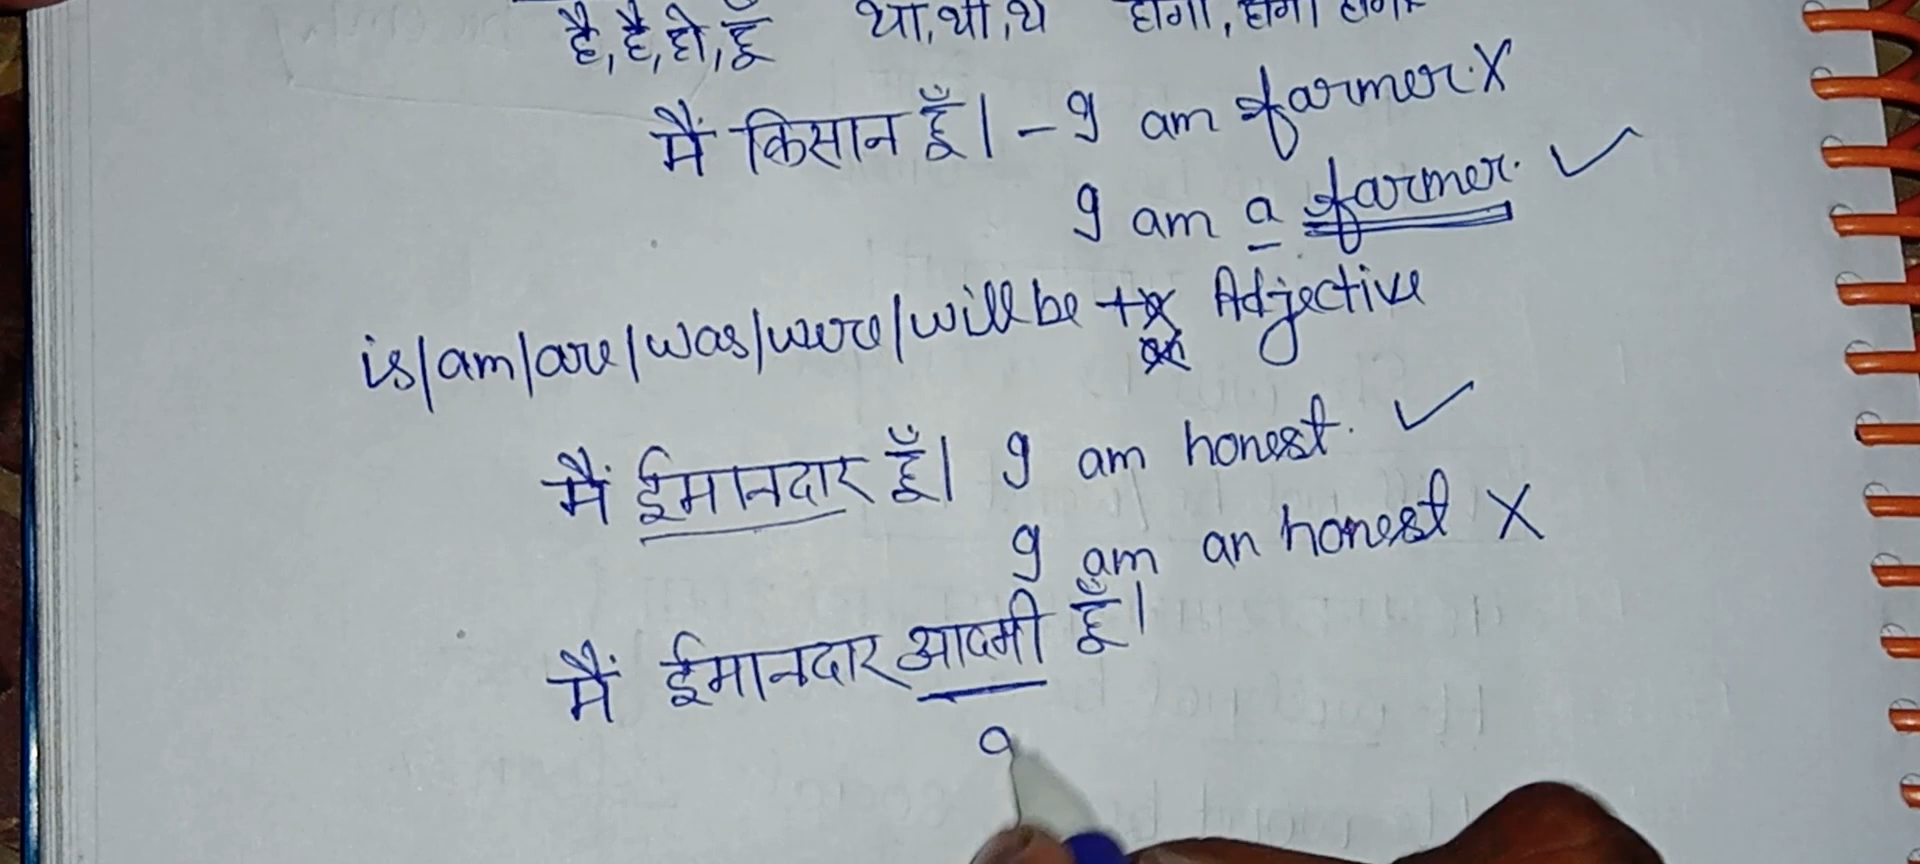 है, है, हो, हूँ था, थी, थे होगा, होगी
मैं किसान हूँ। - I am farmer. X
I am a farmer. ✓
is/am/are/was/were/will be + a Adjective
an
मैं ईमानदार हूँ। I am honest. ✓
I am an honest X
मैं ईमानदार आदमी हूँ।